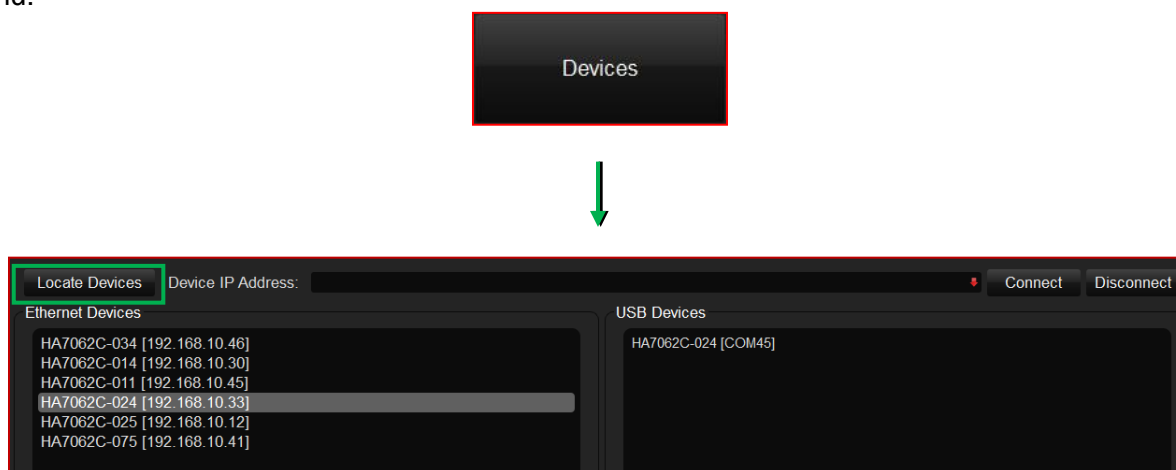 Devices
Locate Devices Device IP Address: Connect Disconnect
Ethernet Devices USB Devices
HA7062C-034 [192.168.10.46] HA7062C-024 [COM45]
HA7062C-014 [192.168.10.30]
HA7062C-011 [192.168.10.45]
HA7062C-024 [192.168.10.33]
HA7062C-025 [192.168.10.12]
HA7062C-075 [192.168.10.41]